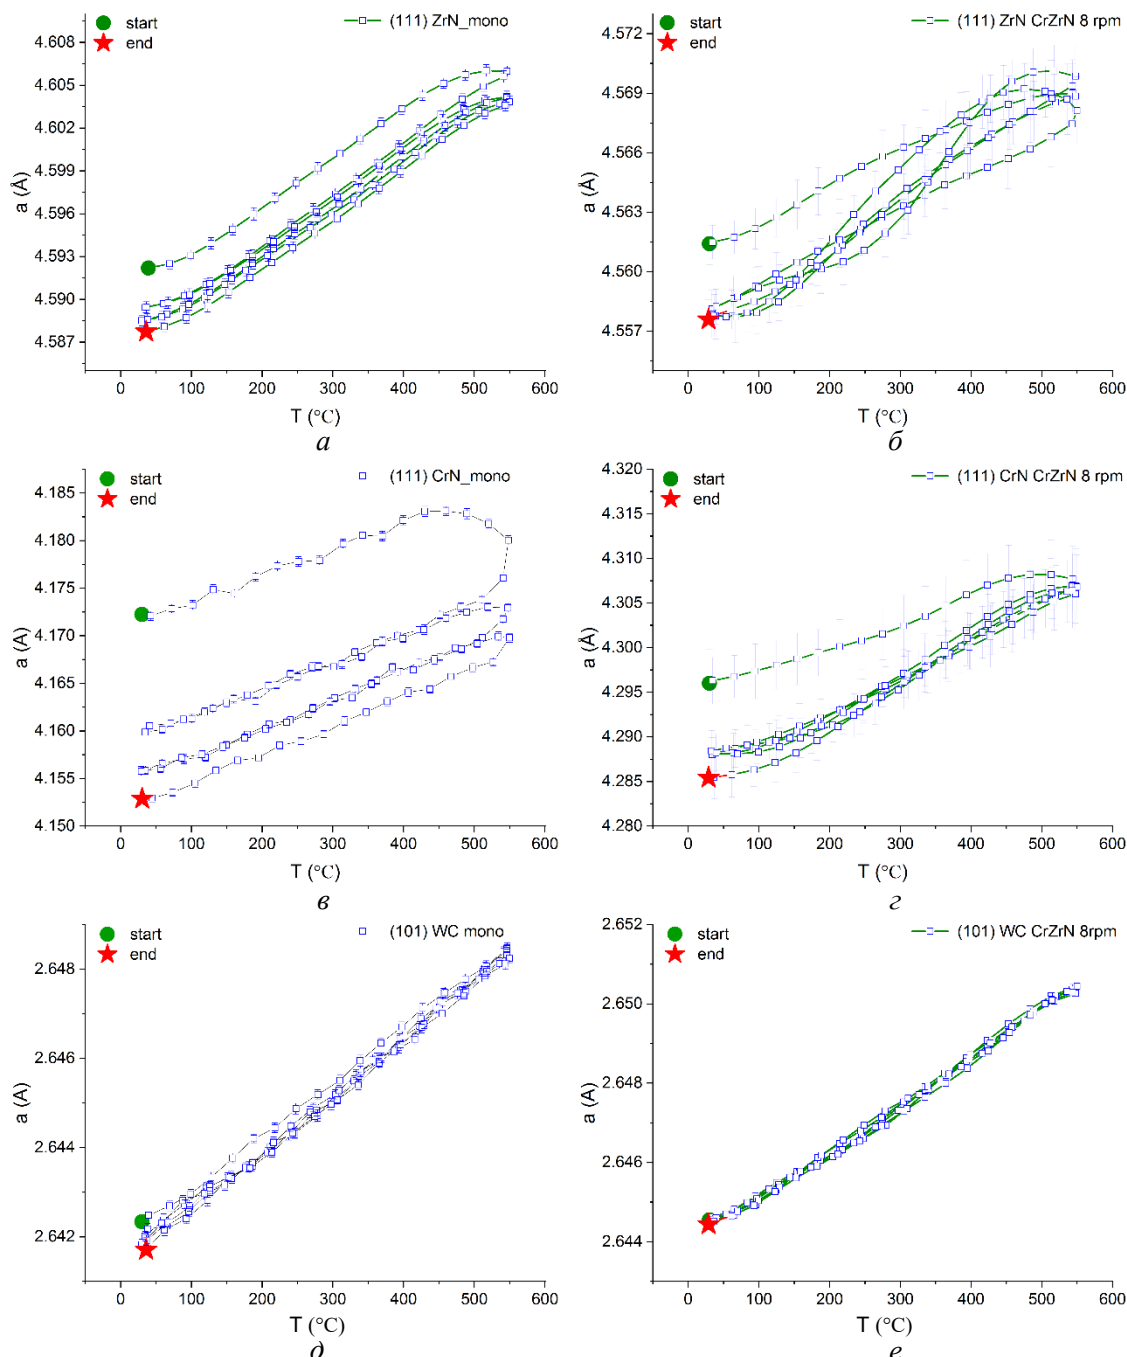 start
end
(111) ZrN_mono
4.608
4.605
4.602
4.599
4.596
4.593
4.590
4.587
a (Å)
0 100 200 300 400 500 600
T (°C)
а
start
end
(111) ZrN CrZrN 8 rpm
4.572
4.569
4.566
4.563
4.560
4.557
a (Å)
0 100 200 300 400 500 600
T (°C)
б
start
end
(111) CrN_mono
4.185
4.180
4.175
4.170
4.165
4.160
4.155
4.150
a (Å)
0 100 200 300 400 500 600
T (°C)
в
start
end
(111) CrN CrZrN 8 rpm
4.320
4.315
4.310
4.305
4.300
4.295
4.290
4.285
4.280
a (Å)
0 100 200 300 400 500 600
T (°C)
г
start
end
(101) WC mono
2.648
2.646
2.644
2.642
a (Å)
0 100 200 300 400 500 600
T (°C)
д
start
end
(101) WC CrZrN 8rpm
2.652
2.650
2.648
2.646
2.644
a (Å)
0 100 200 300 400 500 600
T (°C)
е